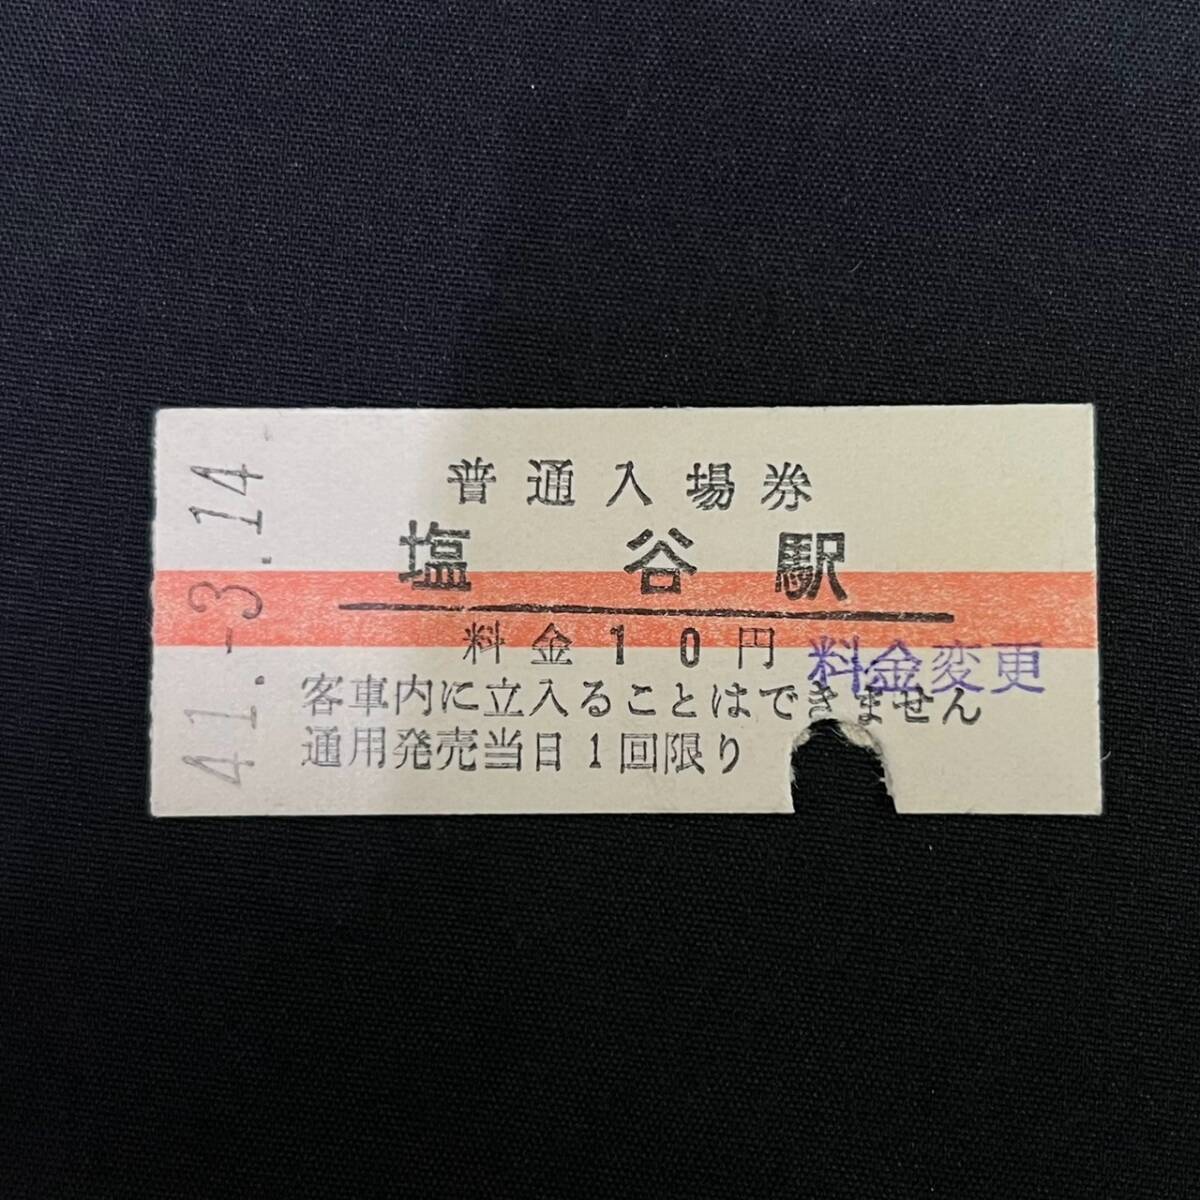 普通入場券
塩谷駅
料金10円
料金変更
客車内に立入ることはできません
通用発売当日1回限り
41.-3.14